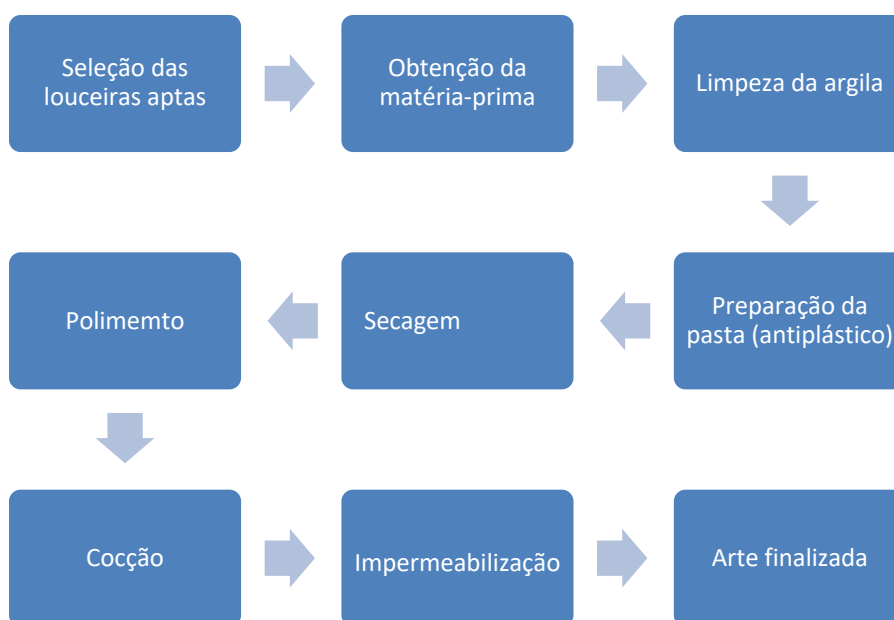 Seleção das
louceiras aptas
Obtenção da
matéria-prima
Limpeza da argila
Preparação da
pasta (antiplástico)
Secagem
Polimemto
Cocção
Impermeabilização
Arte finalizada